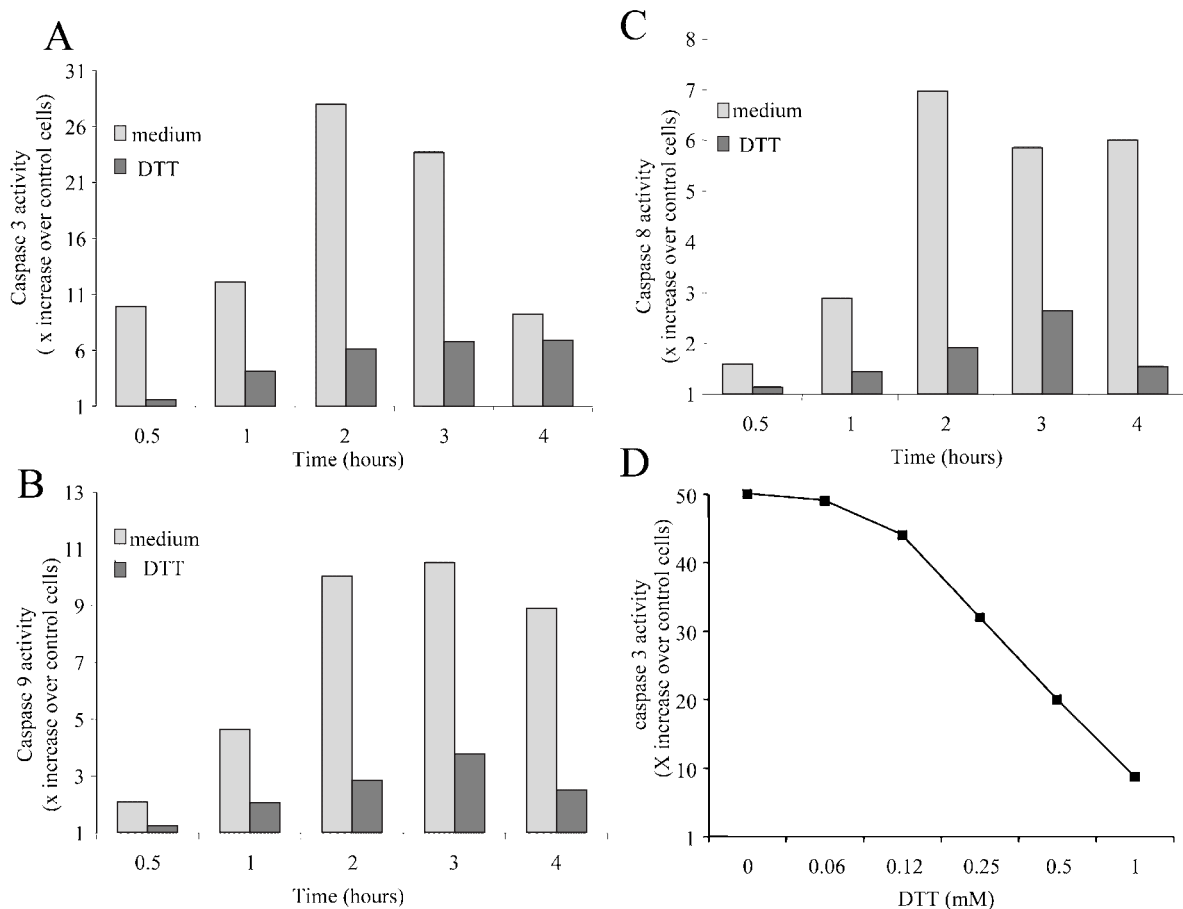 A
Caspase 3 activity
( x increase over control cells)
31
26
21
16
11
6
1
medium
DTT
0.5 1 2 3 4
Time (hours)
B
Caspase 9 activity
(x increase over control cells)
13
11
9
7
5
3
1
medium
DTT
0.5 1 2 3 4
Time (hours)
C
Caspase 8 activity
(x increase over control cells)
8
7
6
5
4
3
2
1
medium
DTT
0.5 1 2 3 4
Time (hours)
D
caspase 3 activity
(X increase over control cells)
50
40
30
20
10
1
0 0.06 0.12 0.25 0.5 1
DTT (mM)